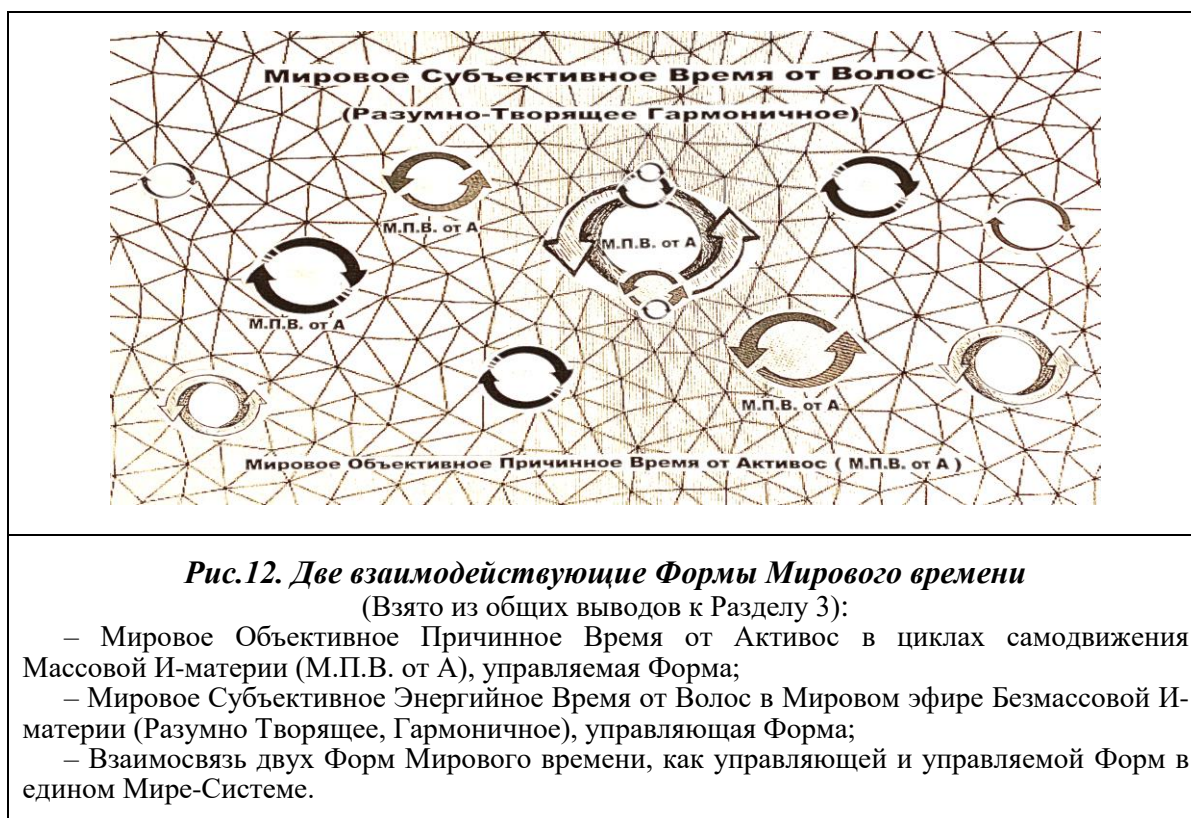 Мировое Субъективное Время от Волос
(Разумно-Творящее Гармоничное)
М.П.В. от А
М.П.В. от А
М.П.В. от А
М.П.В. от А
Мировое Объективное Причинное Время от Активос ( М.П.В. от А )
Рис.12. Две взаимодействующие Формы Мирового времени
(Взято из общих выводов к Разделу 3):
– Мировое Объективное Причинное Время от Активос в циклах самодвижения
Массовой И-материи (М.П.В. от А), управляемая Форма;
– Мировое Субъективное Энергийное Время от Волос в Мировом эфире Безмассовой И-
материи (Разумно Творящее, Гармоничное), управляющая Форма;
– Взаимосвязь двух Форм Мирового времени, как управляющей и управляемой Форм в
едином Мире-Системе.